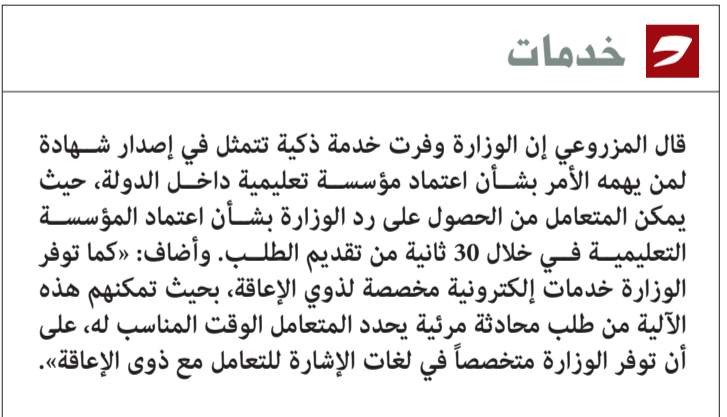 خدمات
قال المزروعي إن الوزارة وفرت خدمة ذكية تتمثل في إصدار شهادة
لمن يهمه الأمر بشأن اعتماد مؤسسة تعليمية داخل الدولة، حيث
يمكن المتعامل من الحصول على رد الوزارة بشأن اعتماد المؤسسة
التعليمية في خلال 30 ثانية من تقديم الطلب. وأضاف: «كما توفر
الوزارة خدمات إلكترونية مخصصة لذوي الإعاقة، بحيث تمكنهم هذه
الآلية من طلب محادثة مرئية يحدد المتعامل الوقت المناسب له، على
أن توفر الوزارة متخصصاً في لغات الإشارة للتعامل مع ذوى الإعاقة».